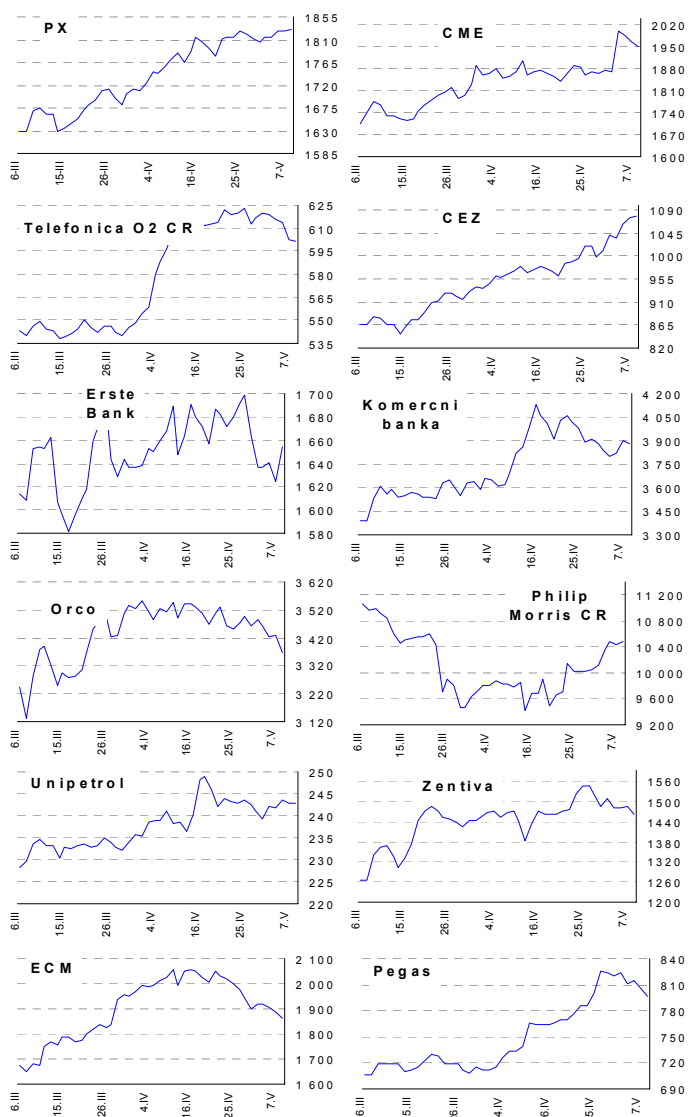 PX
1855
1810
1765
1720
1675
1630
1585
6-III
15-III
26-III
4-IV
16-IV
25-IV
7-V
CME
2020
1950
1880
1810
1740
1670
1600
6.III
15.III
26.III
4.IV
16.IV
25.IV
7.V
Telefonica O2 CR
625
610
595
580
565
550
535
6.III
15.III
26.III
4.IV
16.IV
25.IV
7.V
CEZ
1090
1045
1000
955
910
865
820
6.III
15.III
26.III
4.IV
16.IV
25.IV
7.V
Erste
Bank
1 700
1 680
1 660
1 640
1 620
1 600
1 580
6.III
15.III
26.III
4.IV
16.IV
25.IV
7.V
Komercni
banka
4 200
4 050
3 900
3 750
3 600
3 450
3 300
6.III
15.III
26.III
4.IV
16.IV
25.IV
7.V
Orco
3 620
3 520
3 420
3 320
3 220
3 120
6.III
15.III
26.III
4.IV
16.IV
25.IV
7.V
Philip
Morris CR
11 200
10 800
10 400
10 000
9 600
9 200
6.III
15.III
26.III
4.IV
16.IV
25.IV
7.V
Unipetrol
250
245
240
235
230
225
220
6.III
15.III
26.III
4.IV
16.IV
25.IV
7.V
Zentiva
1560
1500
1440
1380
1320
1260
1200
6.III
15.III
26.III
4.IV
16.IV
25.IV
7.V
ECM
2 100
2 000
1 900
1 800
1 700
1 600
6.III
15.III
26.III
4.IV
16.IV
25.IV
7.V
Pegas
840
810
780
750
720
690
6.III
5.III
6.III
4.IV
6.IV
5.IV
7.V